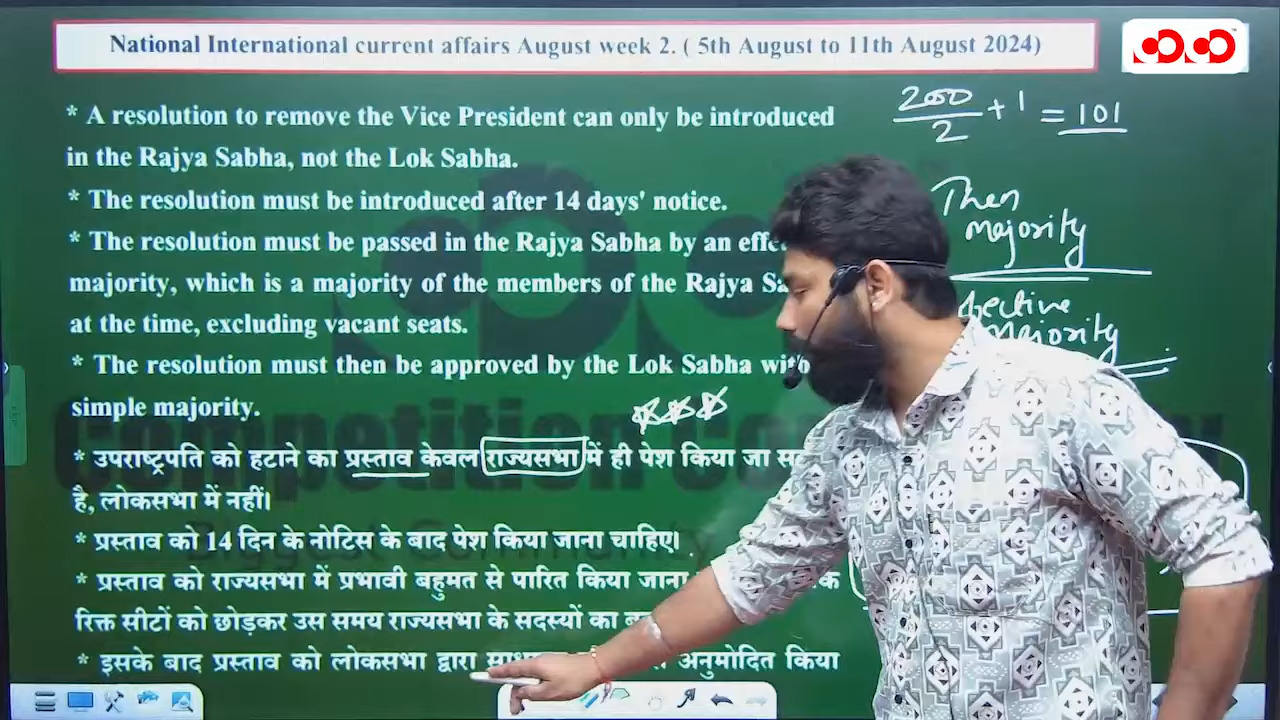 National International current affairs August week 2. ( 5th August to 11th August 2024)
200/2 + 1 = 101
* A resolution to remove the Vice President can only be introduced
in the Rajya Sabha, not the Lok Sabha.
Then
majority
* The resolution must be introduced after 14 days' notice.
* The resolution must be passed in the Rajya Sabha by an
majority, which is a majority of the members of the Rajya
majority
at the time, excluding vacant seats.
* The resolution must then be approved by the Lok Sabha
simple majority.
* उपराष्ट्रपति को हटाने का प्रस्ताव केवल राज्यसभा में ही पेश किया जा
है, लोकसभा में नहीं।
* प्रस्ताव को 14 दिन के नोटिस के बाद पेश किया जाना चाहिए।
* प्रस्ताव को राज्यसभा में प्रभावी बहुमत से पारित किया जाना
रिक्त सीटों को छोड़कर उस समय राज्यसभा के सदस्यों का
* इसके बाद प्रस्ताव को लोकसभा द्वारा अनुमोदित किया